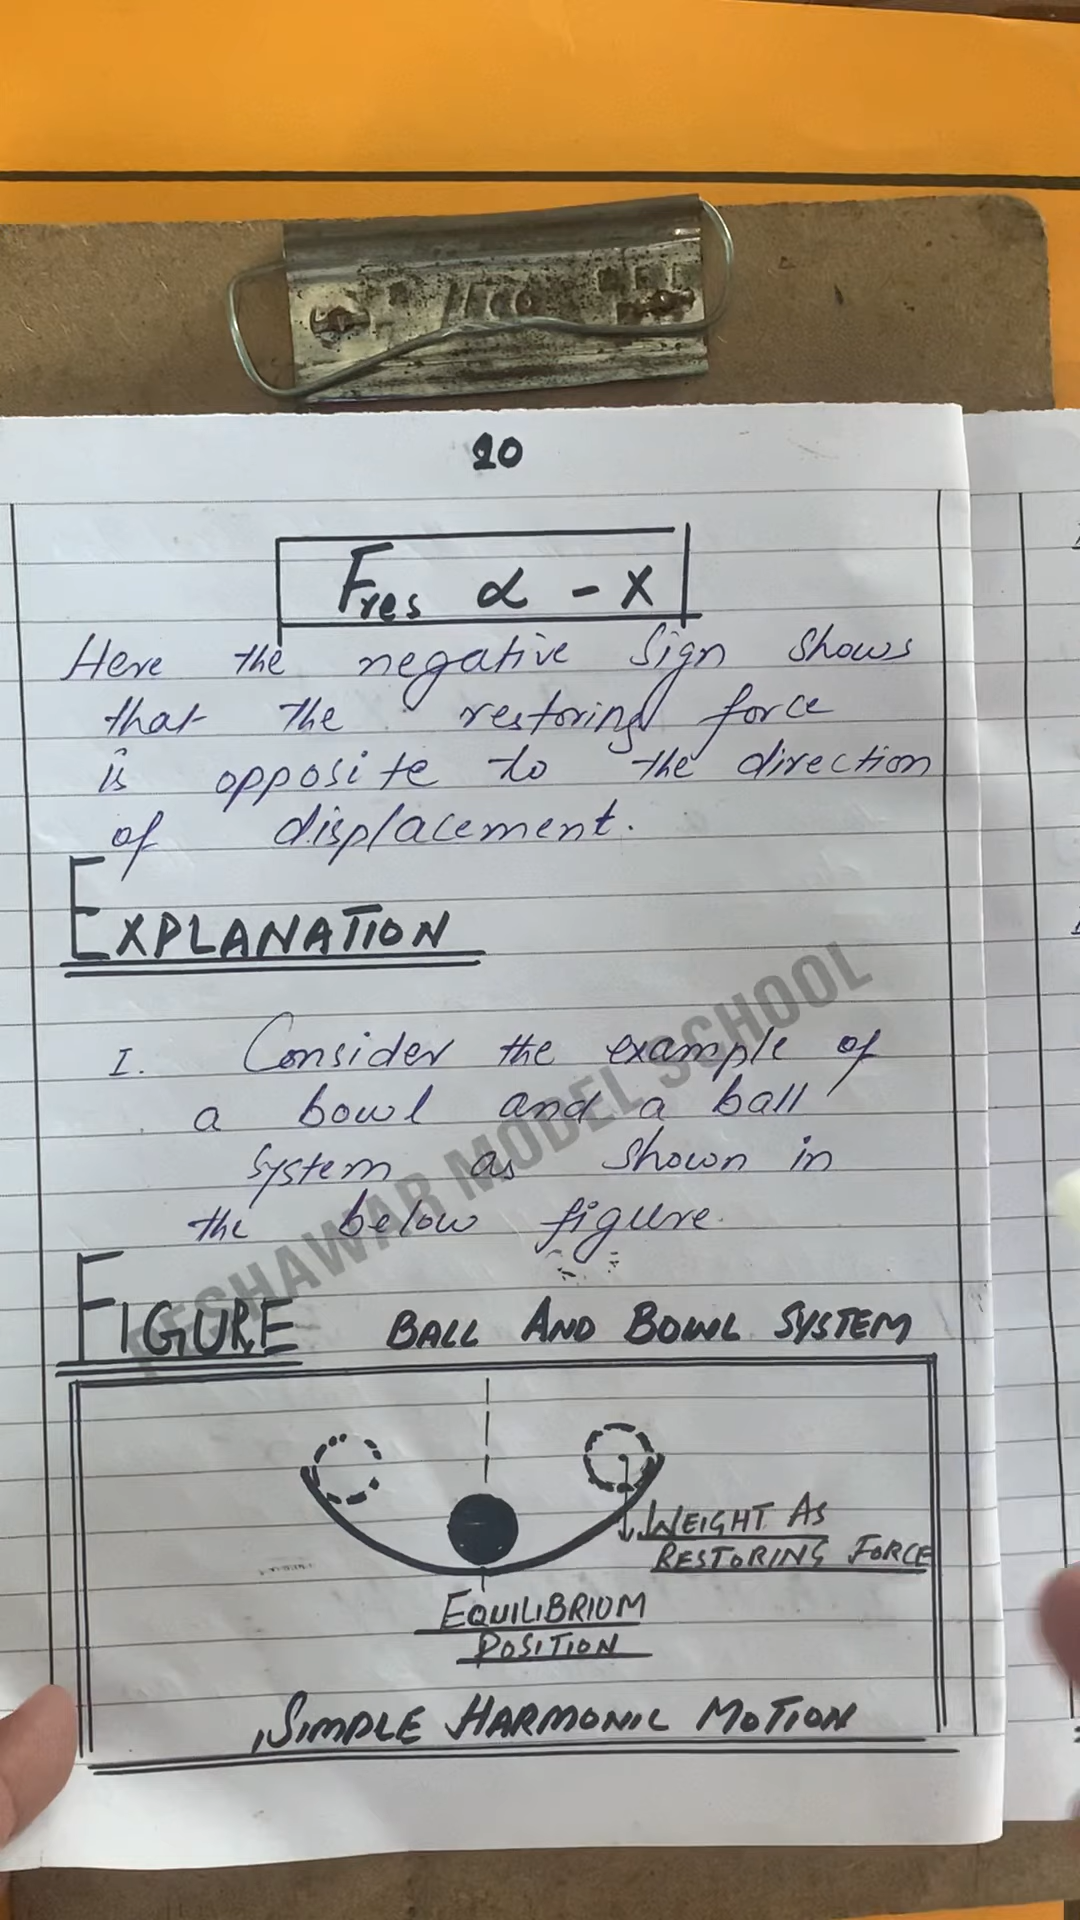 20
Fres α - x
Here the negative Sign Shows
that the restoring force
is opposite to the direction
of displacement.
EXPLANATION
I. Consider the example of
a bowl and a ball
system as shown in
the below figure.
PESHAWAR MODEL SCHOOL
FIGURE BALL AND BOWL SYSTEM
WEIGHT AS
RESTORING FORCE
EQUILIBRIUM
POSITION
SIMPLE HARMONIC MOTION